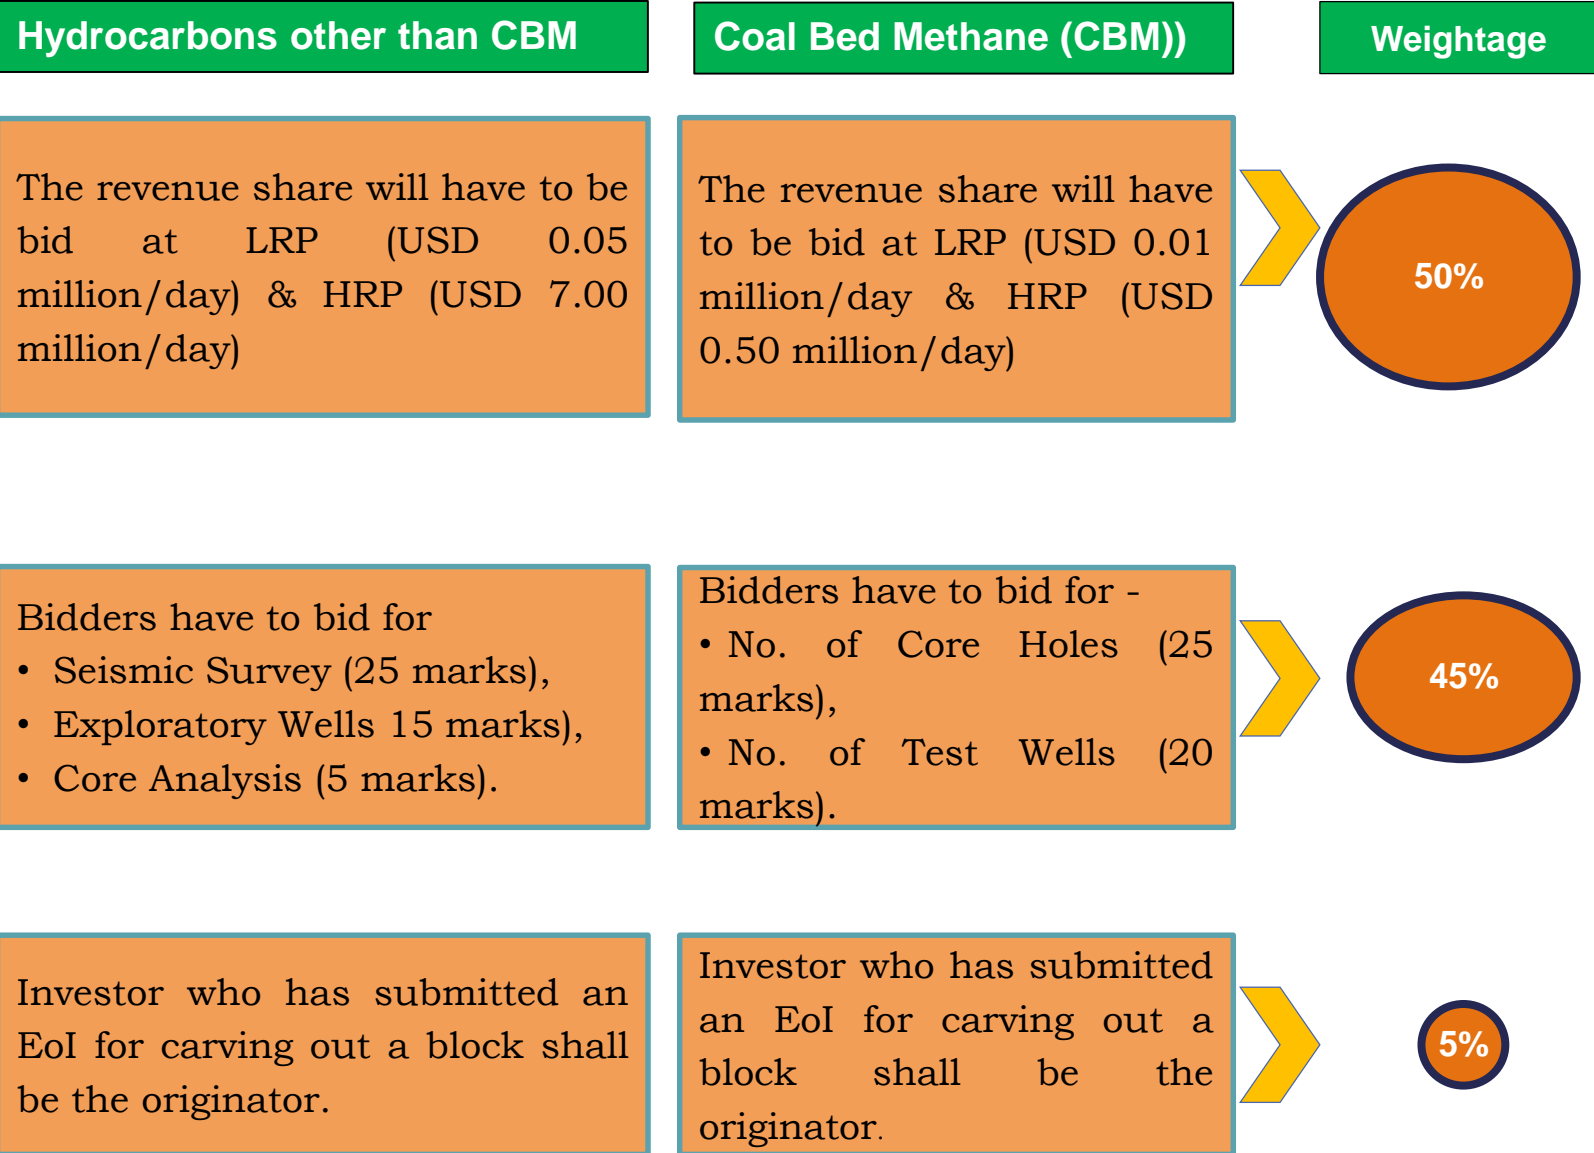 Hydrocarbons other than CBM
Coal Bed Methane (CBM))
Weightage
The revenue share will have to be
bid at LRP (USD 0.05
million/day) & HRP (USD 7.00
million/day)
The revenue share will have
to be bid at LRP (USD 0.01
million/day & HRP (USD
0.50 million/day)
50%
Bidders have to bid for
• Seismic Survey (25 marks),
• Exploratory Wells 15 marks),
• Core Analysis (5 marks).
Bidders have to bid for -
• No. of Core Holes (25
marks),
• No. of Test Wells (20
marks).
45%
Investor who has submitted an
EoI for carving out a block shall
be the originator.
Investor who has submitted
an EoI for carving out a
block shall be the
originator.
5%